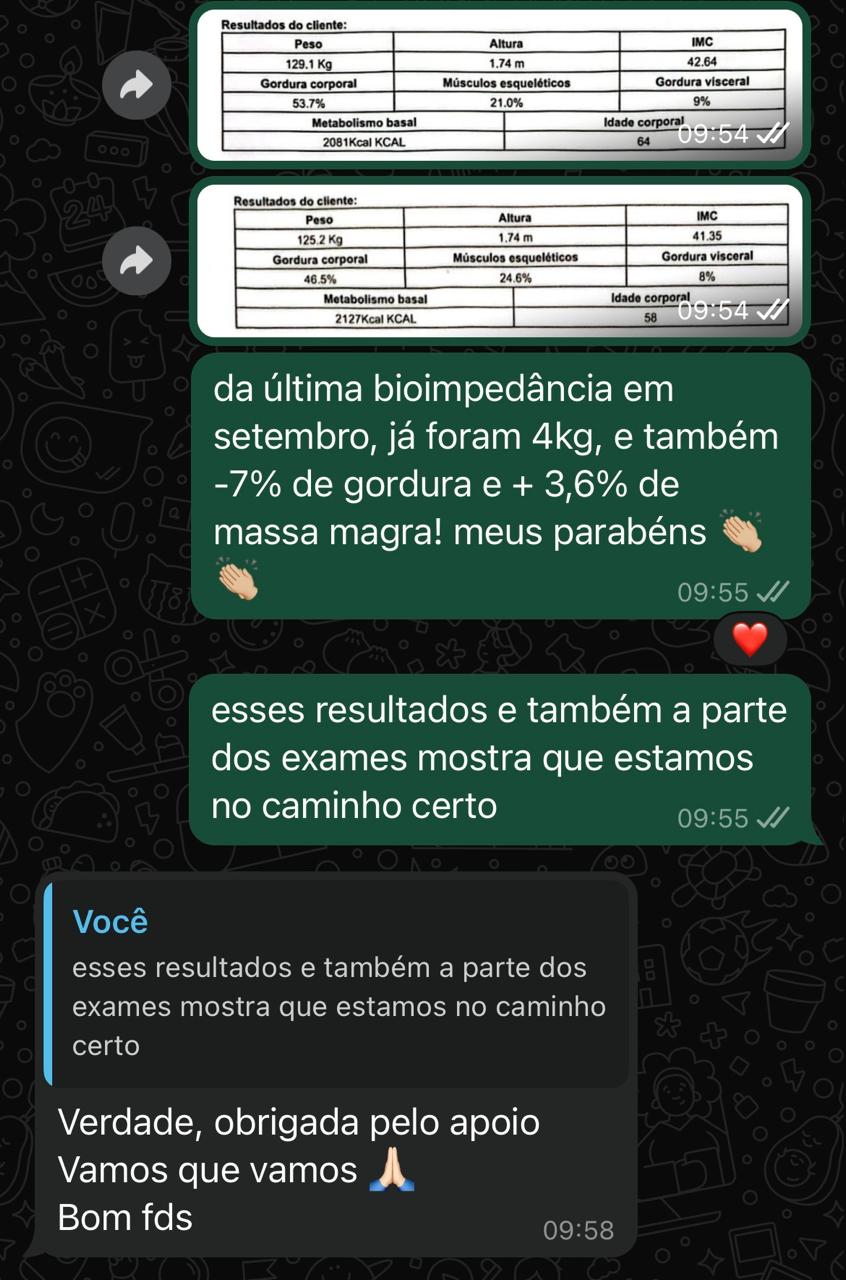 Resultados do cliente:
Peso Altura IMC
129.1 Kg 1.74 m 42.64
Gordura corporal Músculos esqueléticos Gordura visceral
53.7% 21.0% 9%
Metabolismo basal Idade corporal
2081Kcal KCAL 64
09:54
Resultados do cliente:
Peso Altura IMC
125.2 Kg 1.74 m 41.35
Gordura corporal Músculos esqueléticos Gordura visceral
46.5% 24.6% 8%
Metabolismo basal Idade corporal
2127Kcal KCAL 58
09:54
da última bioimpedância em
setembro, já foram 4kg, e também
-7% de gordura e + 3,6% de
massa magra! meus parabéns 👏🏼
👏🏼
09:55
❤️
esses resultados e também a parte
dos exames mostra que estamos
no caminho certo
09:55
Você
esses resultados e também a parte dos
exames mostra que estamos no caminho
certo
Verdade, obrigada pelo apoio
Vamos que vamos 🙏🏻
Bom fds
09:58